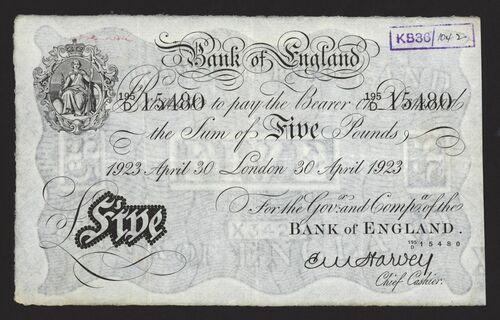 KB36/104-2
Bank of England
195/D 15480 to pay the Bearer on Demand 195/D 15480
the Sum of Five Pounds
1923 April 30 London 30 April 1923
For the Govr. and Compa. of the
BANK OF ENGLAND.
195/D 15480
Five
E M Harvey
Chief Cashier.